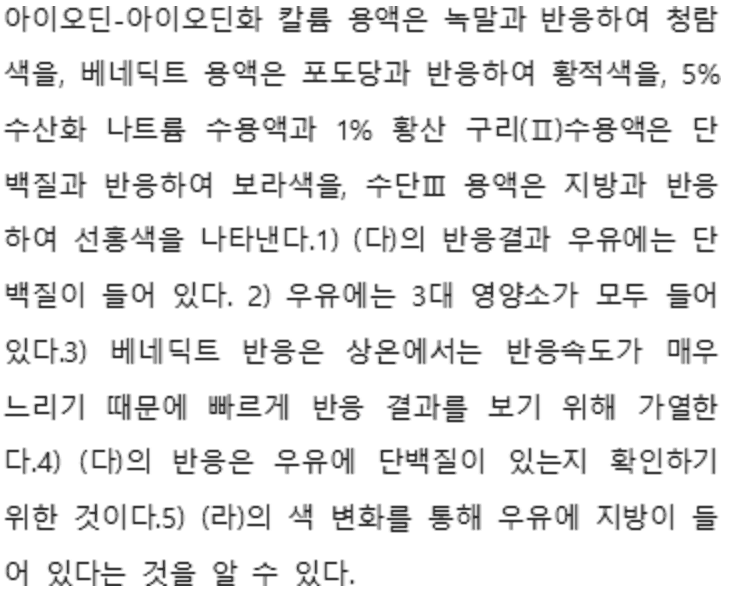 아이오딘-아이오딘화 칼륨 용액은 녹말과 반응하여 청람
색을, 베네딕트 용액은 포도당과 반응하여 황적색을, 5%
수산화 나트륨 수용액과 1% 황산 구리(Ⅱ)수용액은 단
백질과 반응하여 보라색을, 수단Ⅲ 용액은 지방과 반응
하여 선홍색을 나타낸다.1) (다)의 반응결과 우유에는 단
백질이 들어 있다. 2) 우유에는 3대 영양소가 모두 들어
있다.3) 베네딕트 반응은 상온에서는 반응속도가 매우
느리기 때문에 빠르게 반응 결과를 보기 위해 가열한
다.4) (다)의 반응은 우유에 단백질이 있는지 확인하기
위한 것이다.5) (라)의 색 변화를 통해 우유에 지방이 들
어 있다는 것을 알 수 있다.